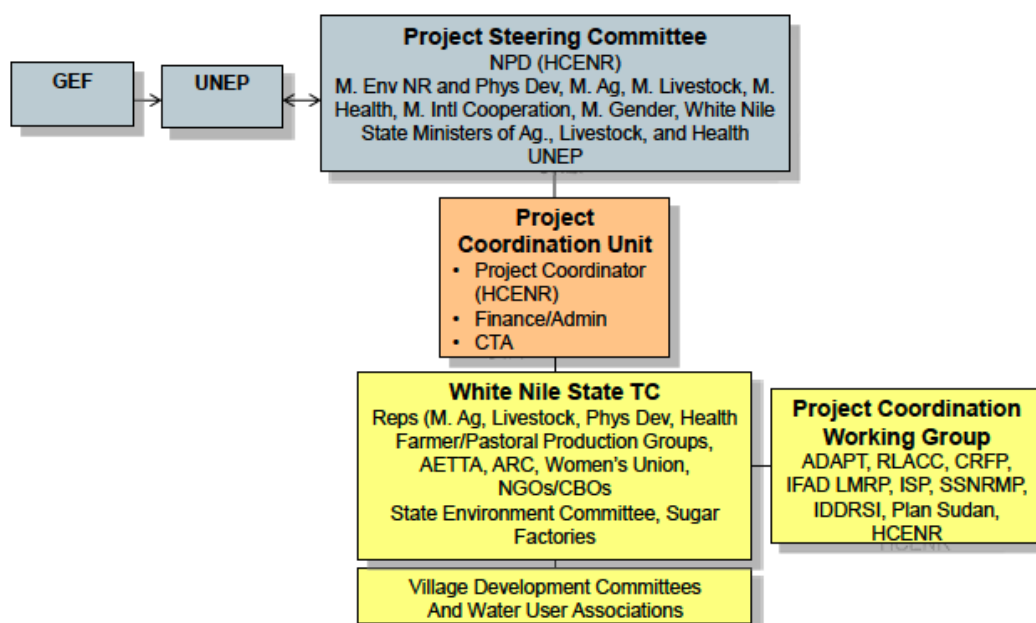 GEF
UNEP
Project Steering Committee
NPD (HCENR)
M. Env NR and Phys Dev, M. Ag, M. Livestock, M.
Health, M. Intl Cooperation, M. Gender, White Nile
State Ministers of Ag., Livestock, and Health
UNEP
Project
Coordination Unit
• Project Coordinator
(HCENR)
• Finance/Admin
• CTA
White Nile State TC
Reps (M. Ag, Livestock, Phys Dev, Health
Farmer/Pastoral Production Groups,
AETTA, ARC, Women's Union,
NGOs/CBOs
State Environment Committee, Sugar
Factories
Project Coordination
Working Group
ADAPT, RLACC, CRFP,
IFAD LMRP, ISP, SSNRMP,
IDDRSI, Plan Sudan,
HCENR
Village Development Committees
And Water User Associations